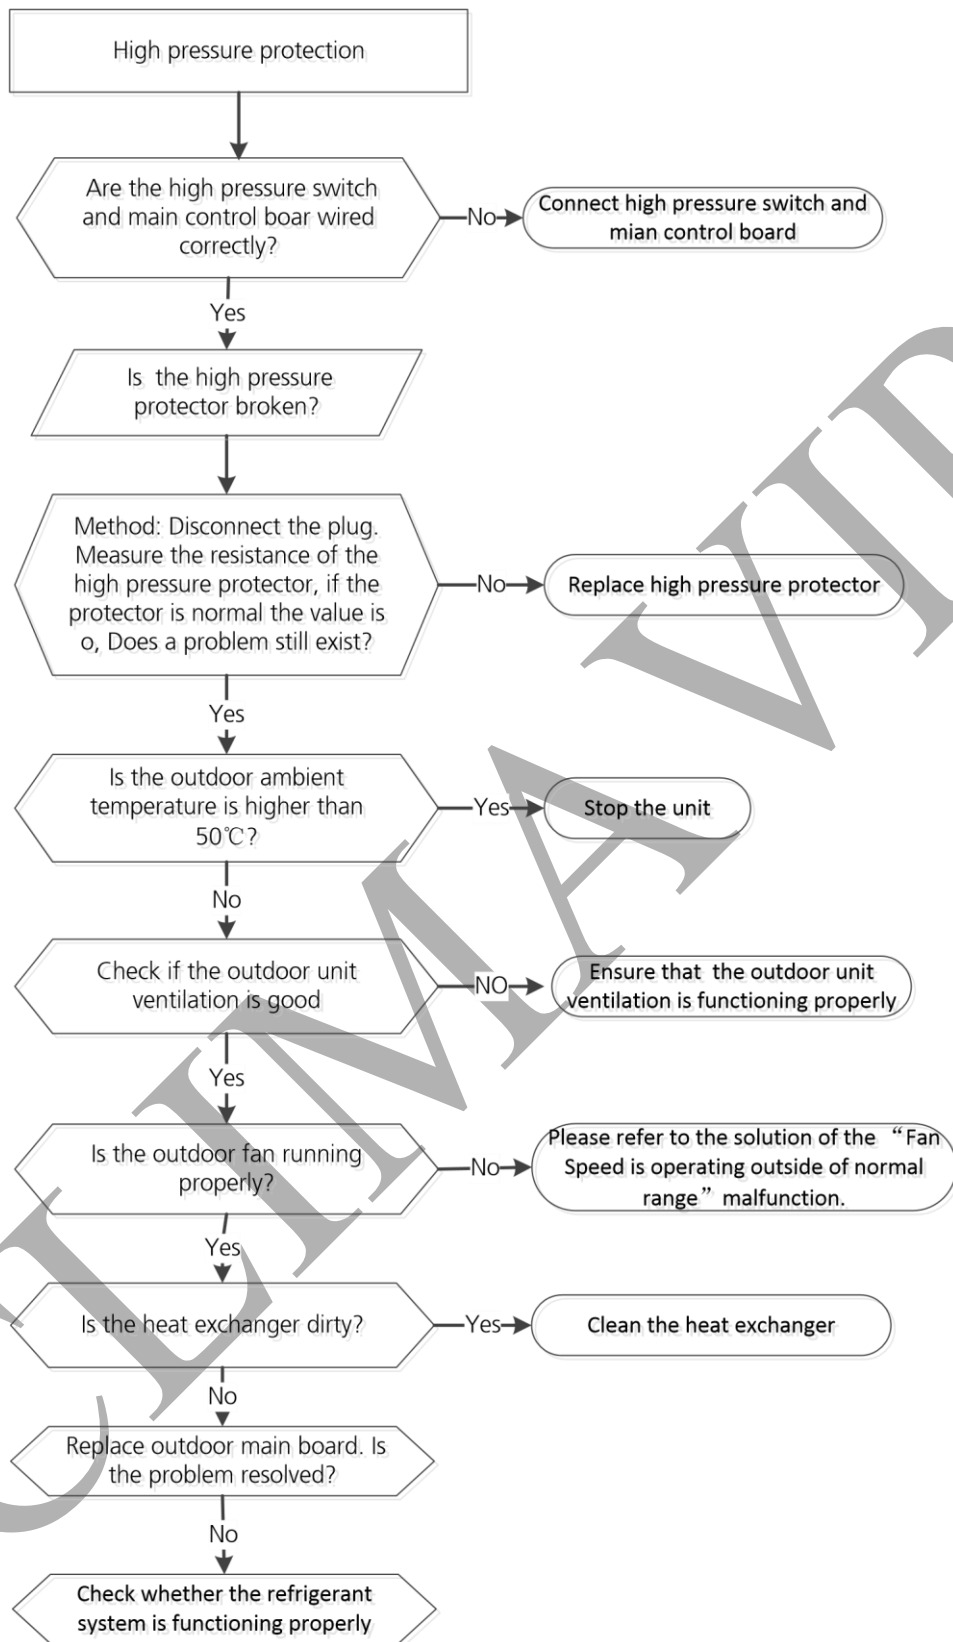 High pressure protection
Are the high pressure switch
and main control boar wired
correctly?
No
Connect high pressure switch and
mian control board
Yes
Is the high pressure
protector broken?
Method: Disconnect the plug.
Measure the resistance of the
high pressure protector, if the
protector is normal the value is
o, Does a problem still exist?
No
Replace high pressure protector
Yes
Is the outdoor ambient
temperature is higher than
50℃?
Yes
Stop the unit
No
Check if the outdoor unit
ventilation is good
NO
Ensure that the outdoor unit
ventilation is functioning properly
Yes
Is the outdoor fan running
properly?
No
Please refer to the solution of the “Fan
Speed is operating outside of normal
range” malfunction.
Yes
Is the heat exchanger dirty?
Yes
Clean the heat exchanger
No
Replace outdoor main board. Is
the problem resolved?
No
Check whether the refrigerant
system is functioning properly
CLIMA VID